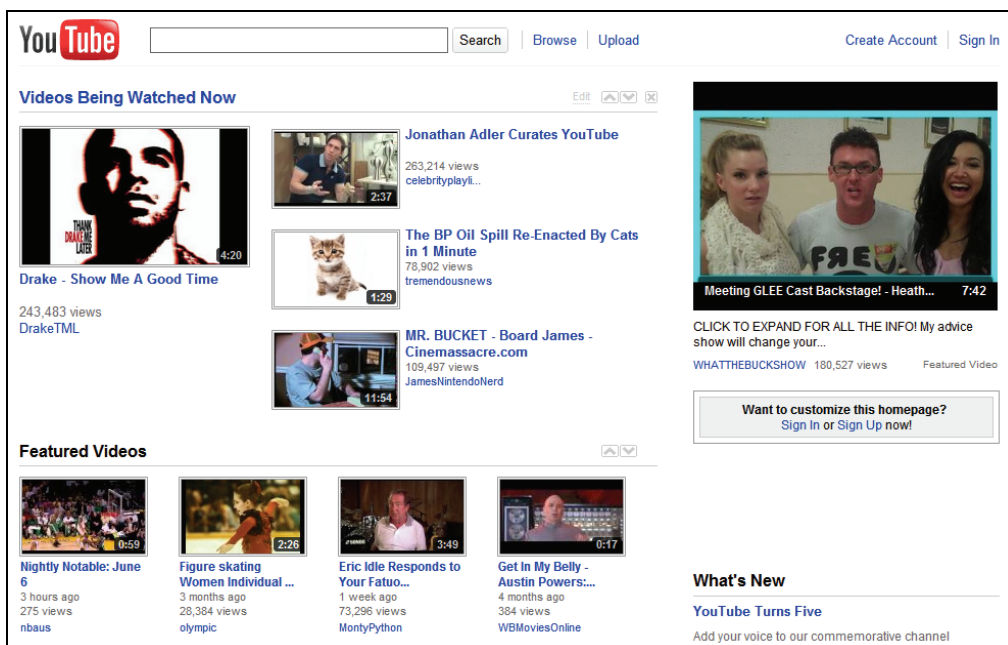 YouTube
Search
Browse
Upload
Create Account
Sign In
Videos Being Watched Now
Edit
THANK
DRAKE ME
LATER
4:20
Drake - Show Me A Good Time
243,483 views
DrakeTML
2:37
Jonathan Adler Curates YouTube
263,214 views
celebrityplayli...
1:29
The BP Oil Spill Re-Enacted By Cats
in 1 Minute
78,902 views
tremendousnews
11:54
MR. BUCKET - Board James -
Cinemassacre.com
109,497 views
JamesNintendoNerd
FREE
Meeting GLEE Cast Backstage! - Heath...
7:42
CLICK TO EXPAND FOR ALL THE INFO! My advice
show will change your...
WHATTHEBUCKSHOW 180,527 views
Featured Video
Want to customize this homepage?
Sign In or Sign Up now!
Featured Videos
0:59
Nightly Notable: June
6
3 hours ago
275 views
nbaus
2:26
Figure skating
Women Individual ...
3 months ago
28,384 views
olympic
3:49
Eric Idle Responds to
Your Fatuo...
1 week ago
73,296 views
MontyPython
0:17
Get In My Belly -
Austin Powers:...
4 months ago
384 views
WBMoviesOnline
What's New
YouTube Turns Five
Add your voice to our commemorative channel